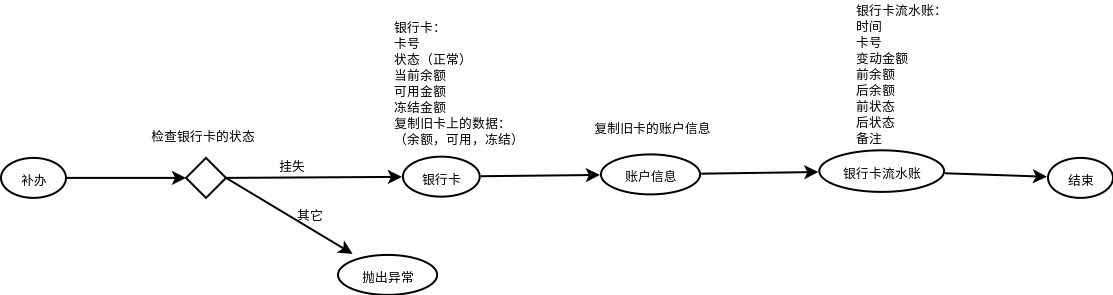 补办
检查银行卡的状态
挂失
其它
抛出异常
银行卡：
卡号
状态（正常）
当前余额
可用金额
冻结金额
复制旧卡上的数据：
（余额，可用，冻结）
银行卡
复制旧卡的账户信息
账户信息
银行卡流水账：
时间
卡号
变动金额
前余额
后余额
前状态
后状态
备注
银行卡流水账
结束